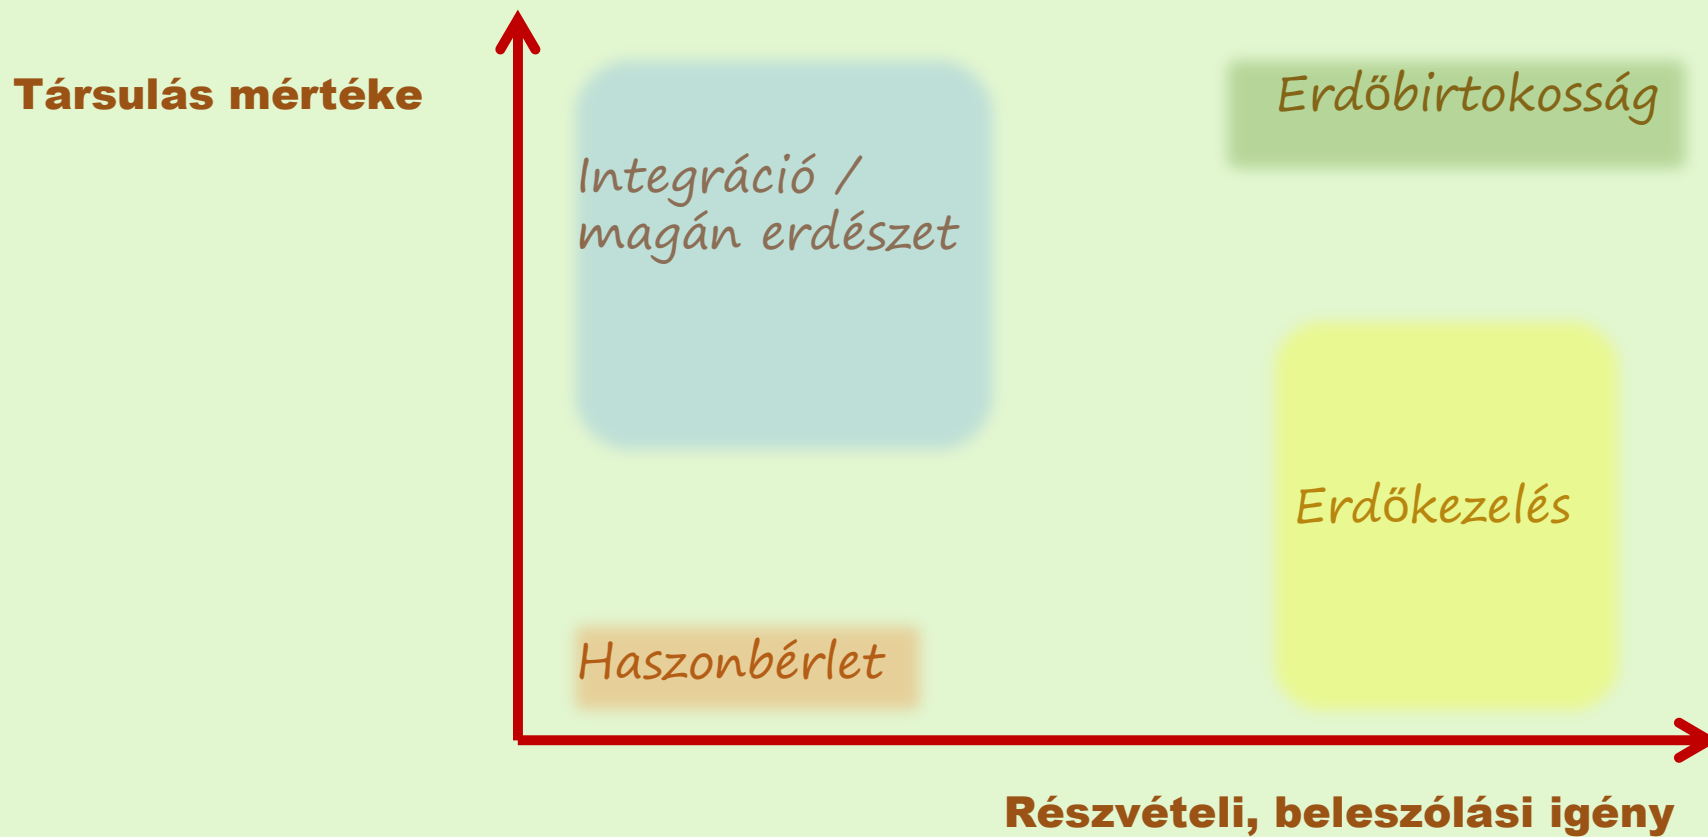 Társulás mértéke
Erdőbirtokosság
Integráció /
magán erdészet
Erdőkezelés
Haszonbérlet
Részvételi, beleszólási igény